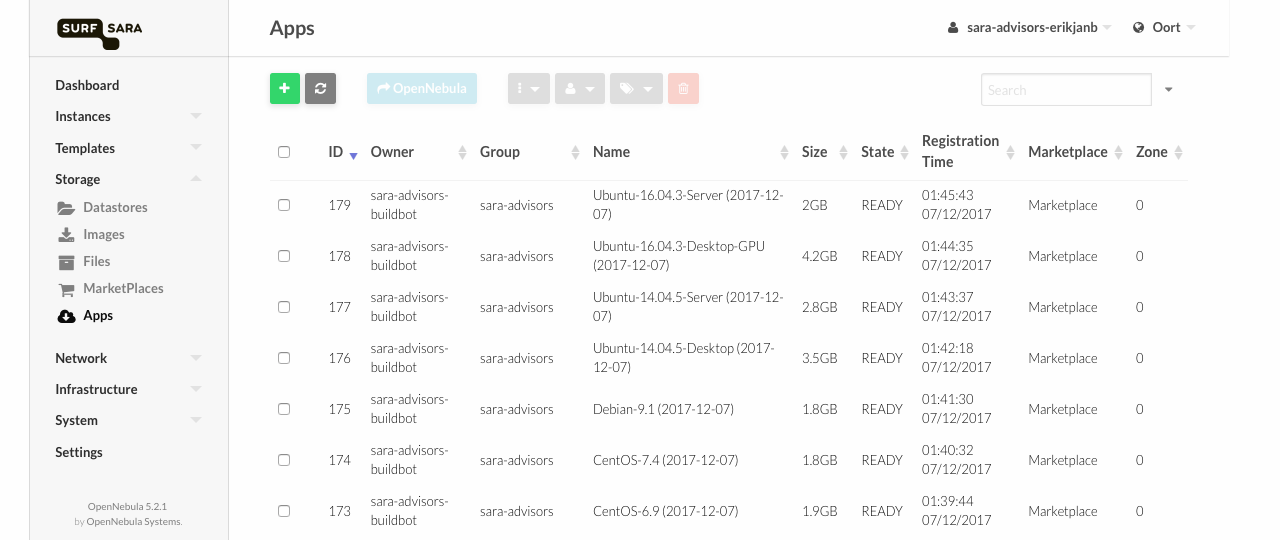 SURF SARA
Apps
sara-advisors-erikjanb
Oort
Dashboard
Instances
Templates
Storage
Datastores
Images
Files
MarketPlaces
Apps
Network
Infrastructure
System
Settings
OpenNebula 5.2.1
by OpenNebula Systems.
OpenNebula
Search
ID Owner Group Name Size State Registration Time Marketplace Zone
179 sara-advisors-buildbot sara-advisors Ubuntu-16.04.3-Server (2017-12-07) 2GB READY 01:45:43 07/12/2017 Marketplace 0
178 sara-advisors-buildbot sara-advisors Ubuntu-16.04.3-Desktop-GPU (2017-12-07) 4.2GB READY 01:44:35 07/12/2017 Marketplace 0
177 sara-advisors-buildbot sara-advisors Ubuntu-14.04.5-Server (2017-12-07) 2.8GB READY 01:43:37 07/12/2017 Marketplace 0
176 sara-advisors-buildbot sara-advisors Ubuntu-14.04.5-Desktop (2017-12-07) 3.5GB READY 01:42:18 07/12/2017 Marketplace 0
175 sara-advisors-buildbot sara-advisors Debian-9.1 (2017-12-07) 1.8GB READY 01:41:30 07/12/2017 Marketplace 0
174 sara-advisors-buildbot sara-advisors CentOS-7.4 (2017-12-07) 1.8GB READY 01:40:32 07/12/2017 Marketplace 0
173 sara-advisors-buildbot sara-advisors CentOS-6.9 (2017-12-07) 1.9GB READY 01:39:44 07/12/2017 Marketplace 0